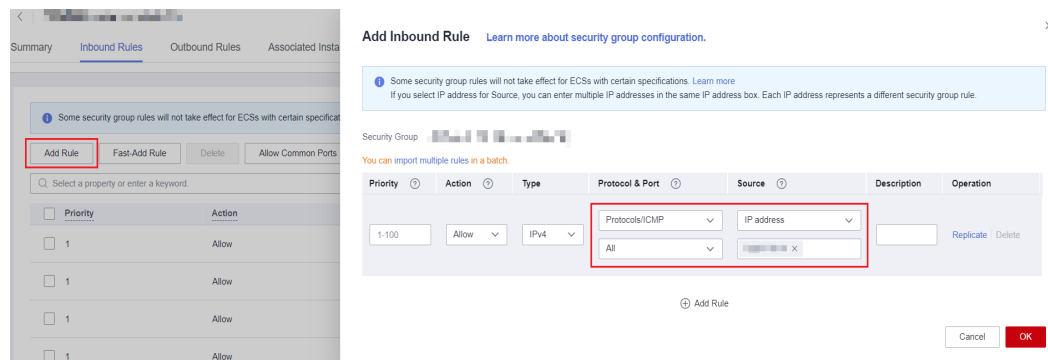 Summary Inbound Rules Outbound Rules Associated Insta
Some security group rules will not take effect for ECSs with certain specificat
Add Rule Fast-Add Rule Delete Allow Common Ports
Select a property or enter a keyword.
Priority Action
1 Allow
1 Allow
1 Allow
1 Allow
Add Inbound Rule Learn more about security group configuration.
Some security group rules will not take effect for ECSs with certain specifications. Learn more
If you select IP address for Source, you can enter multiple IP addresses in the same IP address box. Each IP address represents a different security group rule.
Security Group
You can import multiple rules in a batch.
Priority Action Type Protocol & Port Source Description Operation
1-100 Allow IPv4 Protocols/ICMP IP address Replicate Delete
All
Add Rule
Cancel OK